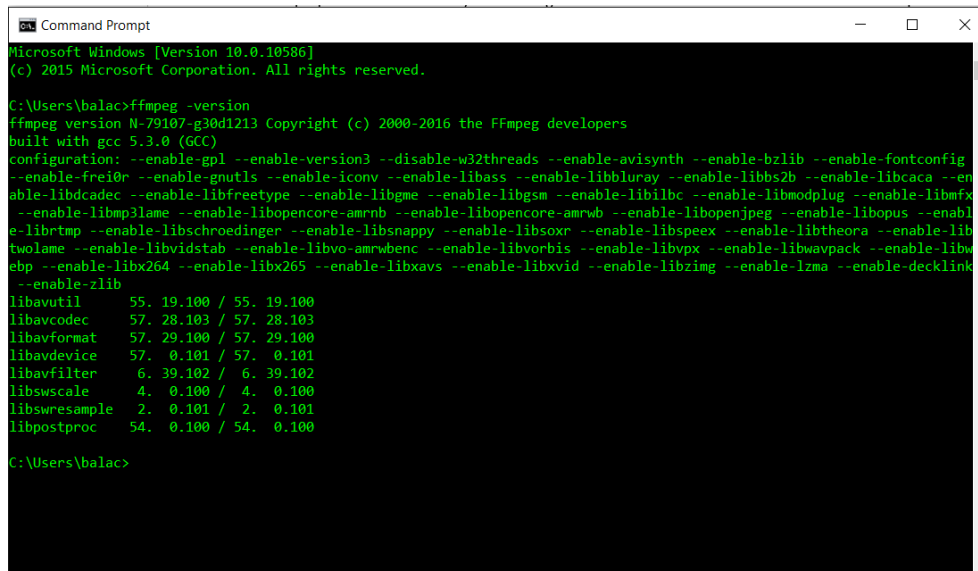 Command Prompt
Microsoft Windows [Version 10.0.10586]
(c) 2015 Microsoft Corporation. All rights reserved.
C:\Users\balac>ffmpeg -version
ffmpeg version N-79107-g30d1213 Copyright (c) 2000-2016 the FFmpeg developers
built with gcc 5.3.0 (GCC)
configuration: --enable-gpl --enable-version3 --disable-w32threads --enable-avisynth --enable-bzlib --enable-fontconfig
--enable-frei0r --enable-gnutls --enable-iconv --enable-libass --enable-libbluray --enable-libbs2b --enable-libcaca --en
able-libdcadec --enable-libfreetype --enable-libgme --enable-libgsm --enable-libilbc --enable-libmodplug --enable-libmfx
--enable-libmp3lame --enable-libopencore-amrnb --enable-libopencore-amrwb --enable-libopenjpeg --enable-libopus --enabl
e-librtmp --enable-libschroedinger --enable-libsnappy --enable-libsoxr --enable-libspeex --enable-libtheora --enable-lib
twolame --enable-libvidstab --enable-libvo-amrwbenc --enable-libvorbis --enable-libvpx --enable-libwavpack --enable-libw
ebp --enable-libx264 --enable-libx265 --enable-libxavs --enable-libxvid --enable-libzimg --enable-lzma --enable-decklink
--enable-zlib
libavutil      55. 19.100 / 55. 19.100
libavcodec     57. 28.103 / 57. 28.103
libavformat    57. 29.100 / 57. 29.100
libavdevice    57.  0.101 / 57.  0.101
libavfilter     6. 39.102 /  6. 39.102
libswscale      4.  0.100 /  4.  0.100
libswresample   2.  0.101 /  2.  0.101
libpostproc    54.  0.100 / 54.  0.100
C:\Users\balac>